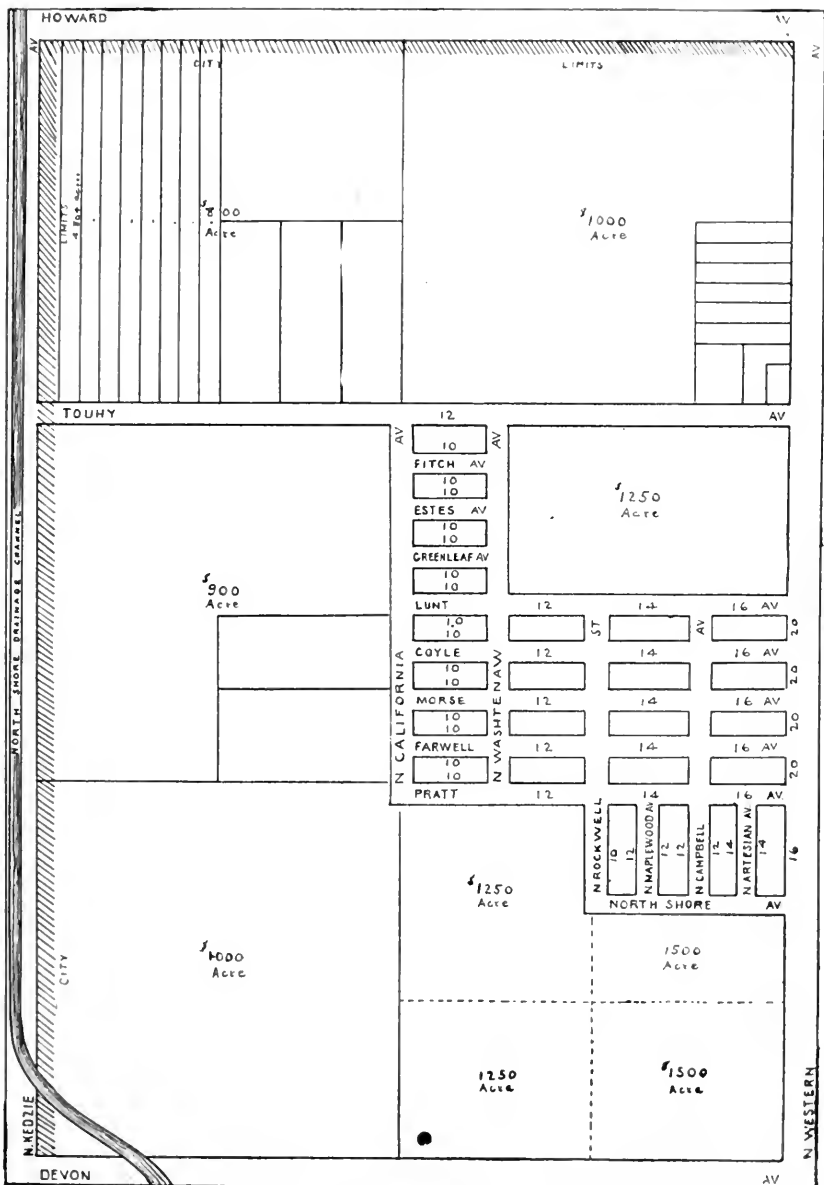 HOWARD AV
AV AV
CITY LIMITS
LIMITS
$800
Acre
$1000
Acre
TOUHY 12 AV
AV AV
10
FITCH AV
10
10
$1250
Acre
ESTES AV
10
10
GREENLEAF AV
10
10
$900
Acre
NORTH SHORE DRAINAGE CHANNEL
LUNT 12 14 16 AV
10
10
ST AV 20
COYLE 12 14 16 AV
10
10
20
MORSE 12 14 16 AV
10
10
20
FARWELL 12 14 16 AV
10
10
20
N CALIFORNIA
N WASHTENAW
PRATT 12 14 16 AV
N ROCKWELL
10
12
N MAPLEWOOD AV
12
12
N CAMPBELL
12
14
N ARTESIAN AV
14
16
NORTH SHORE AV
$1250
Acre
$1000
Acre
1500
Acre
CITY
1250
Acre
$1500
Acre
N. KEDZIE
N WESTERN
DEVON AV